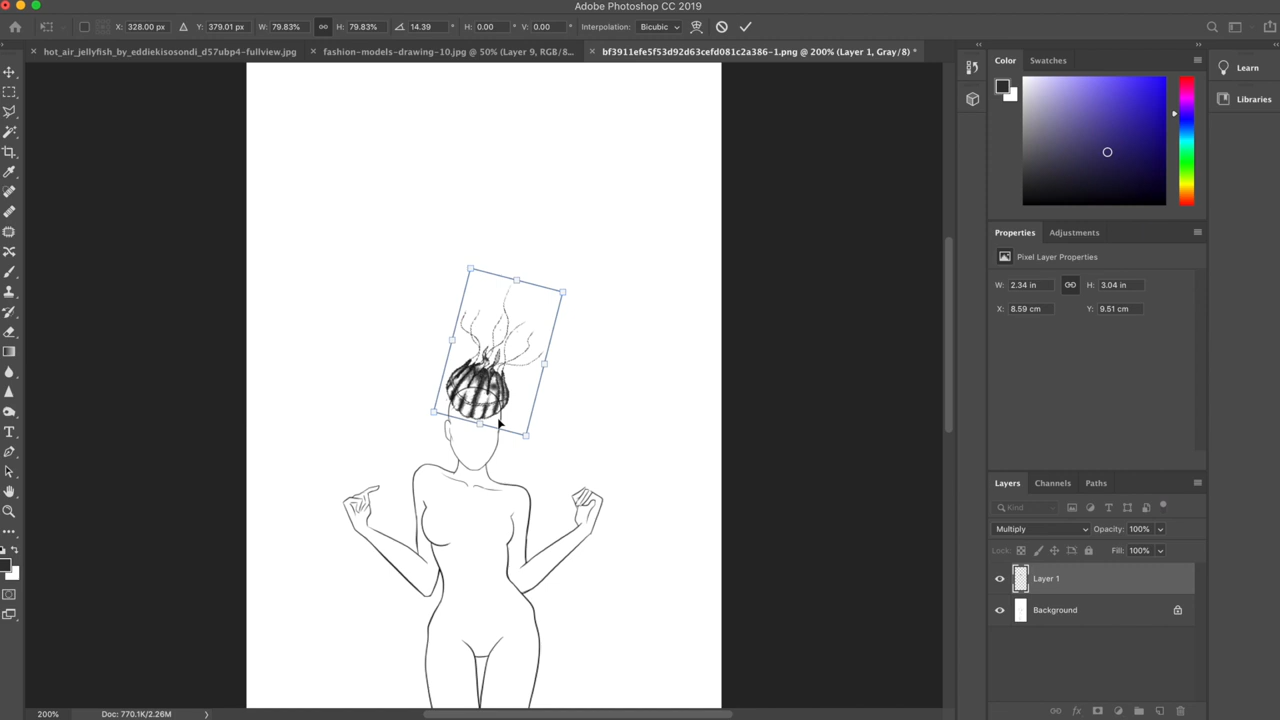 Adobe Photoshop CC 2019
X: 328.00 px Y: 379.01 px W: 79.83% H: 79.83% 14.39 ° H: 0.00 ° V: 0.00 ° Interpolation: Bicubic
× hot_air_jellyfish_by_eddiekisosondi_d57ubp4-fullview.jpg × fashion-models-drawing-10.jpg @ 50% (Layer 9, RGB/8... × bf3911efe5f53d92d63cefd081c2a386-1.png @ 200% (Layer 1, Gray/8) *
Color Swatches
Learn
Libraries
Properties Adjustments
Pixel Layer Properties
W: 2.34 in H: 3.04 in
X: 8.59 cm Y: 9.51 cm
Layers Channels Paths
Kind
Multiply Opacity: 100%
Lock: Fill: 100%
Layer 1
Background
200% Doc: 770.1K/2.26M